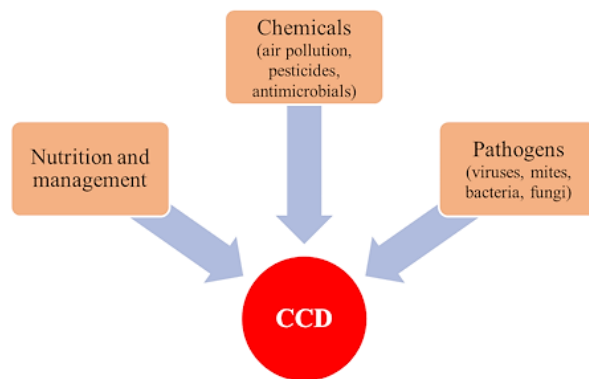 Chemicals
(air pollution,
pesticides,
antimicrobials)
Nutrition and
management
Pathogens
(viruses, mites,
bacteria, fungi)
CCD